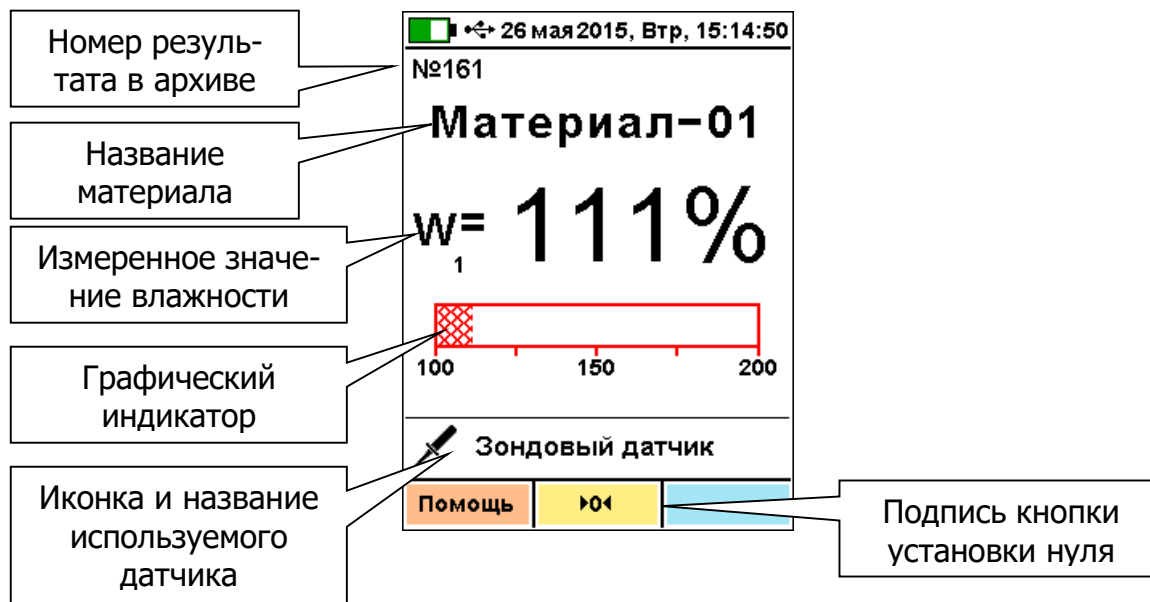 Номер резуль-
тата в архиве
Название
материала
Измеренное значе-
ние влажности
Графический
индикатор
Иконка и название
используемого
датчика
26 мая 2015, Втр, 15:14:50
№161
Материал-01
w= 111%
1
100 150 200
Зондовый датчик
Помощь 0
Подпись кнопки
установки нуля